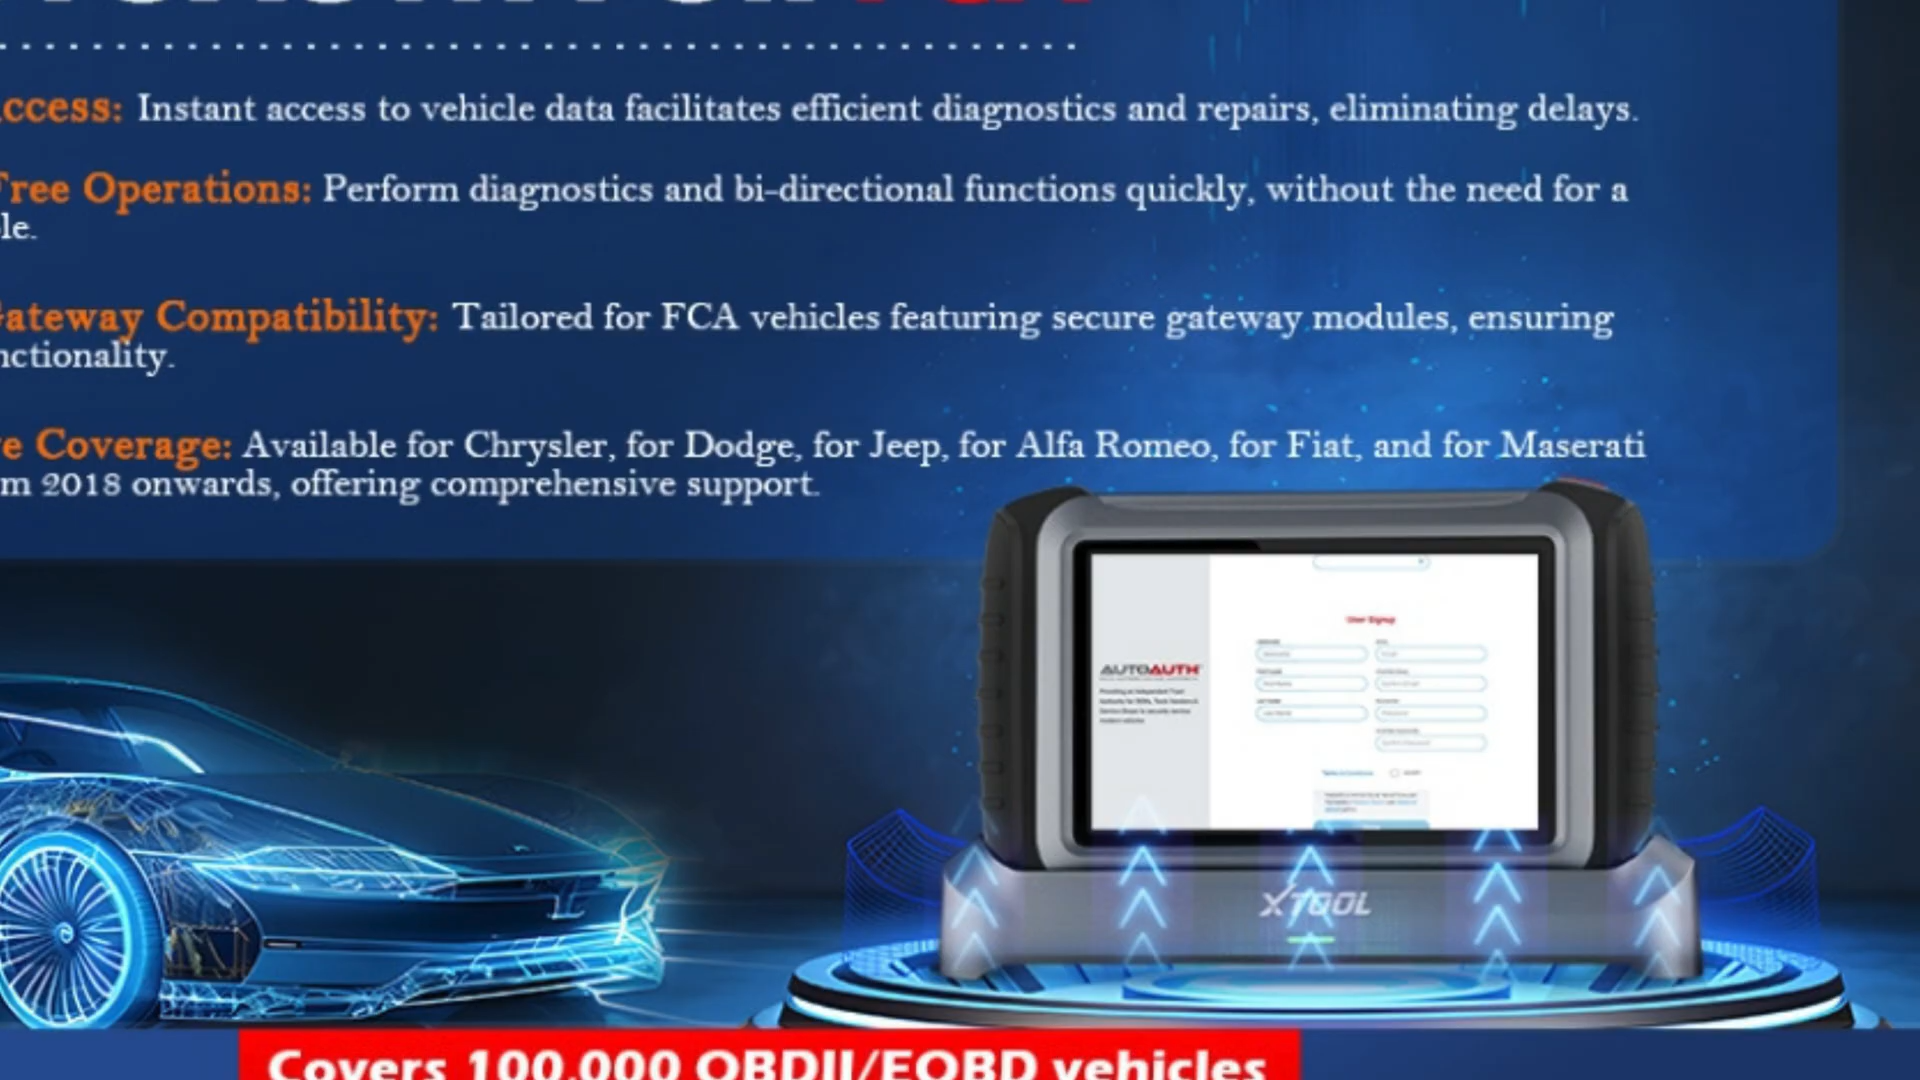 ccess: Instant access to vehicle data facilitates efficient diagnostics and repairs, eliminating delays.
Free Operations: Perform diagnostics and bi-directional functions quickly, without the need for a
le.
Gateway Compatibility: Tailored for FCA vehicles featuring secure gateway modules, ensuring
nctionality.
e Coverage: Available for Chrysler, for Dodge, for Jeep, for Alfa Romeo, for Fiat, and for Maserati
m 2018 onwards, offering comprehensive support.
User Signup
AUTOAUTH
XTOOL
Covers 100,000 OBDII/EOBD vehicles